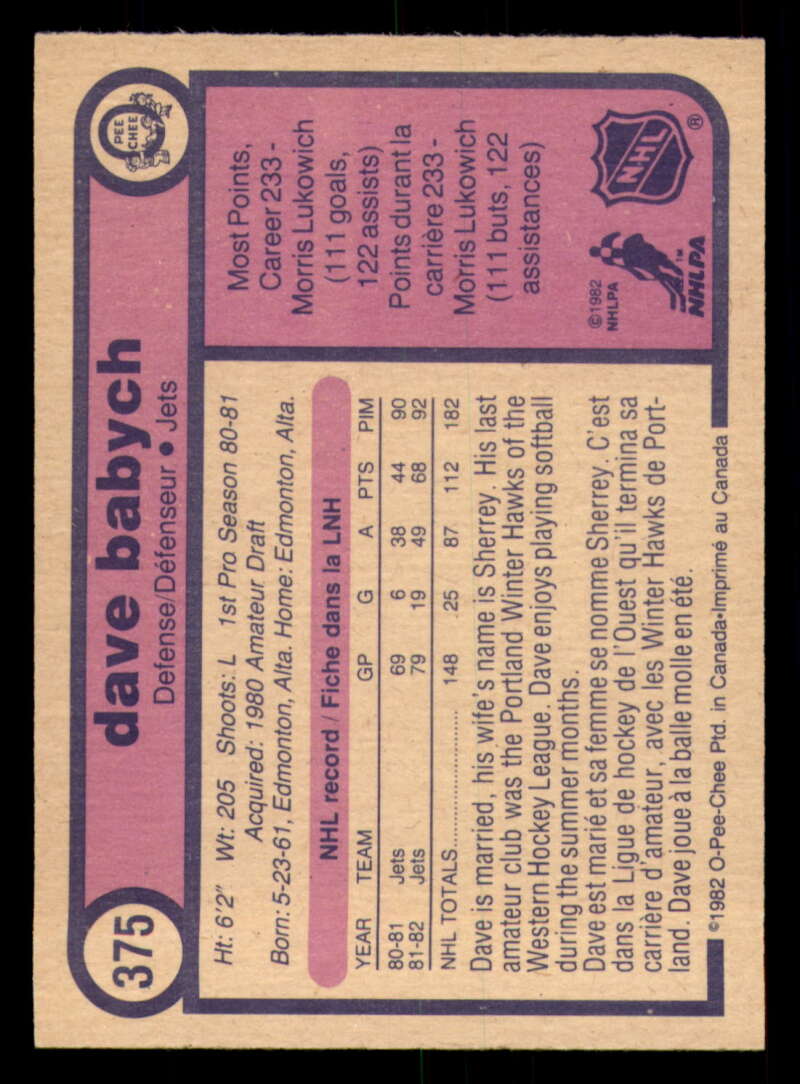 375
dave babych
Defense/Défenseur • Jets
O
PEE
CHEE
Ht: 6'2" Wt: 205 Shoots: L 1st Pro Season 80-81
Acquired: 1980 Amateur Draft
Born: 5-23-61, Edmonton, Alta. Home: Edmonton, Alta.
NHL record / Fiche dans la LNH
YEAR TEAM GP G A PTS PIM
80-81 Jets 69 6 38 44 90
81-82 Jets 79 19 49 68 92
NHL TOTALS.................... 148 25 87 112 182
Dave is married, his wife's name is Sherrey. His last
amateur club was the Portland Winter Hawks of the
Western Hockey League. Dave enjoys playing softball
during the summer months.
Dave est marié et sa femme se nomme Sherrey. C'est
dans la Ligue de hockey de l'Ouest qu'il termina sa
carrière d'amateur, avec les Winter Hawks de Port-
land. Dave joue à la balle molle en été.
©1982 O-Pee-Chee Ptd. in Canada•Imprimé au Canada
Most Points,
Career 233 -
Morris Lukowich
(111 goals,
122 assists)
Points durant la
carrière 233 -
Morris Lukowich
(111 buts, 122
assistances)
©1982
NHLPA
™
NHLPA
NHL
®